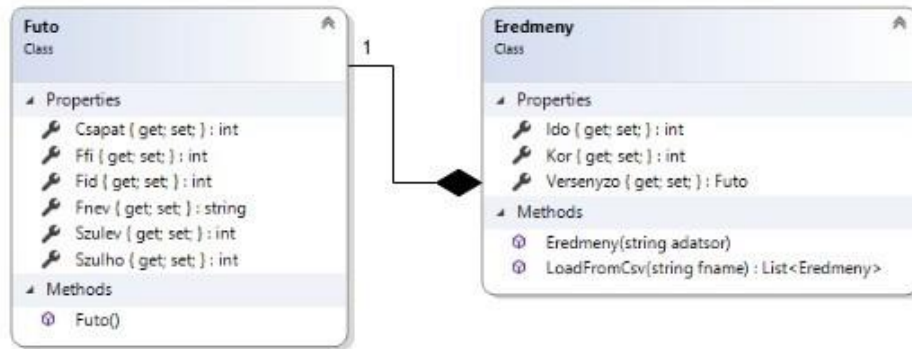 Futo
Class
Properties
Csapat { get; set; } : int
Ffi { get; set; } : int
Fid { get; set; } : int
Fnev { get; set; } : string
Szulev { get; set; } : int
Szulho { get; set; } : int
Methods
Futo()
1
Eredmeny
Class
Properties
Ido { get; set; } : int
Kor { get; set; } : int
Versenyzo { get; set; } : Futo
Methods
Eredmeny(string adatsor)
LoadFromCsv(string fname) : List<Eredmeny>